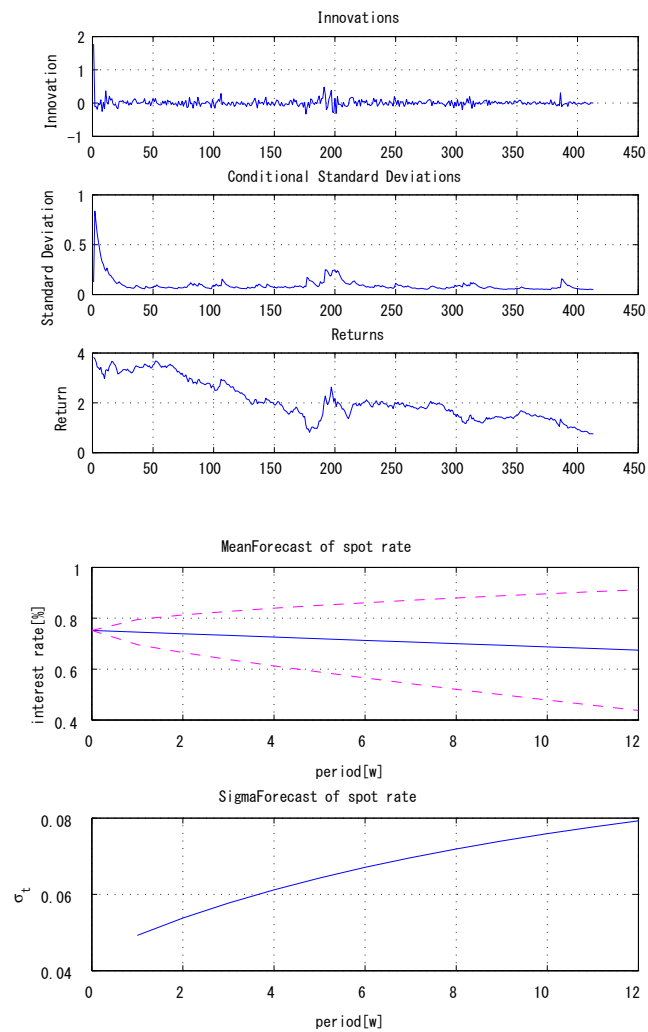 Innovations
Innovation
2
1
0
-1
0 50 100 150 200 250 300 350 400 450
Conditional Standard Deviations
Standard Deviation
1
0.5
0
0 50 100 150 200 250 300 350 400 450
Returns
Return
4
2
0
0 50 100 150 200 250 300 350 400 450
MeanForecast of spot rate
interest rate[%]
1
0.8
0.6
0.4
0 2 4 6 8 10 12
period[w]
SigmaForecast of spot rate
σt
0.08
0.06
0.04
0 2 4 6 8 10 12
period[w]